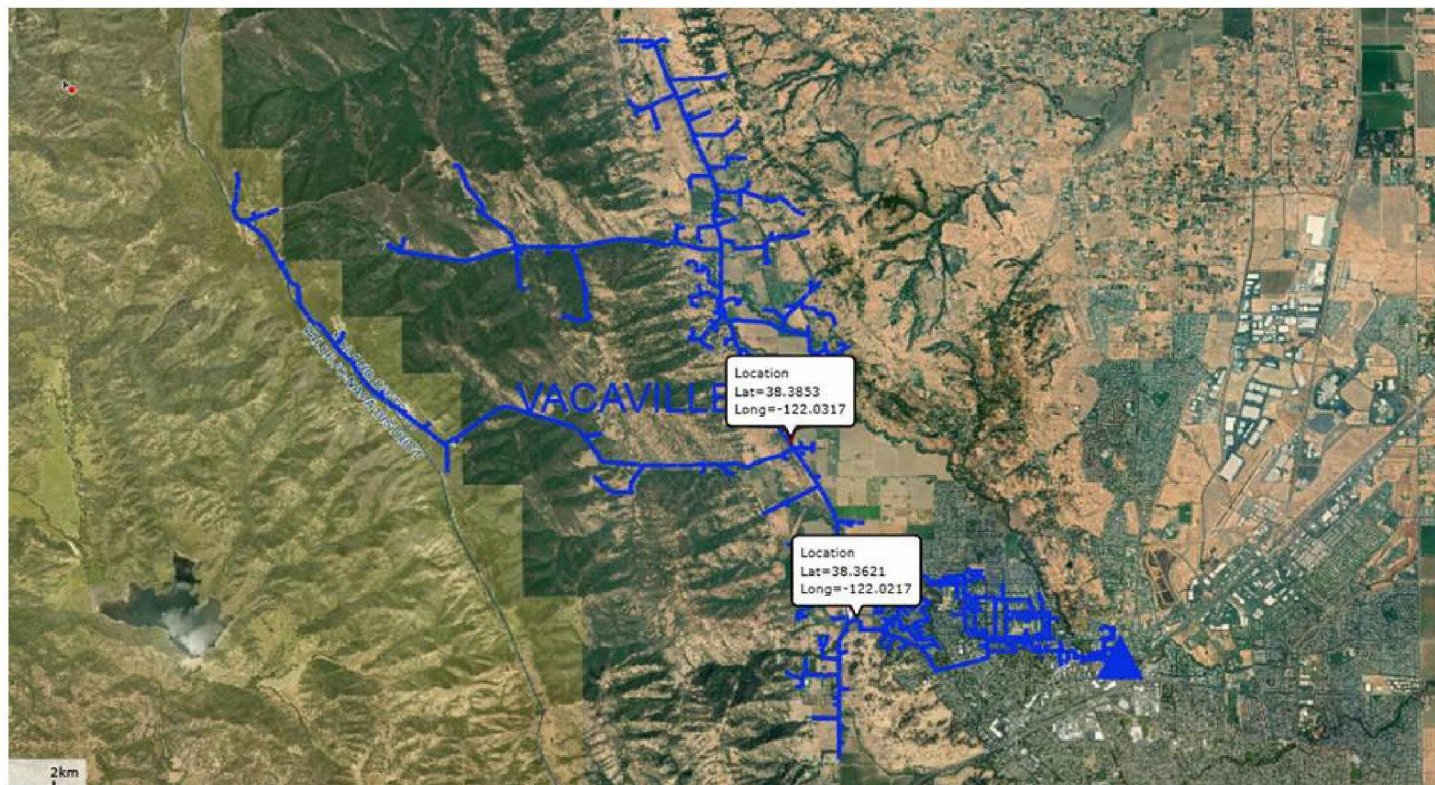 VACAVILLE
Location
Lat=38.3853
Long=-122.0317
Location
Lat=38.3621
Long=-122.0217
2km